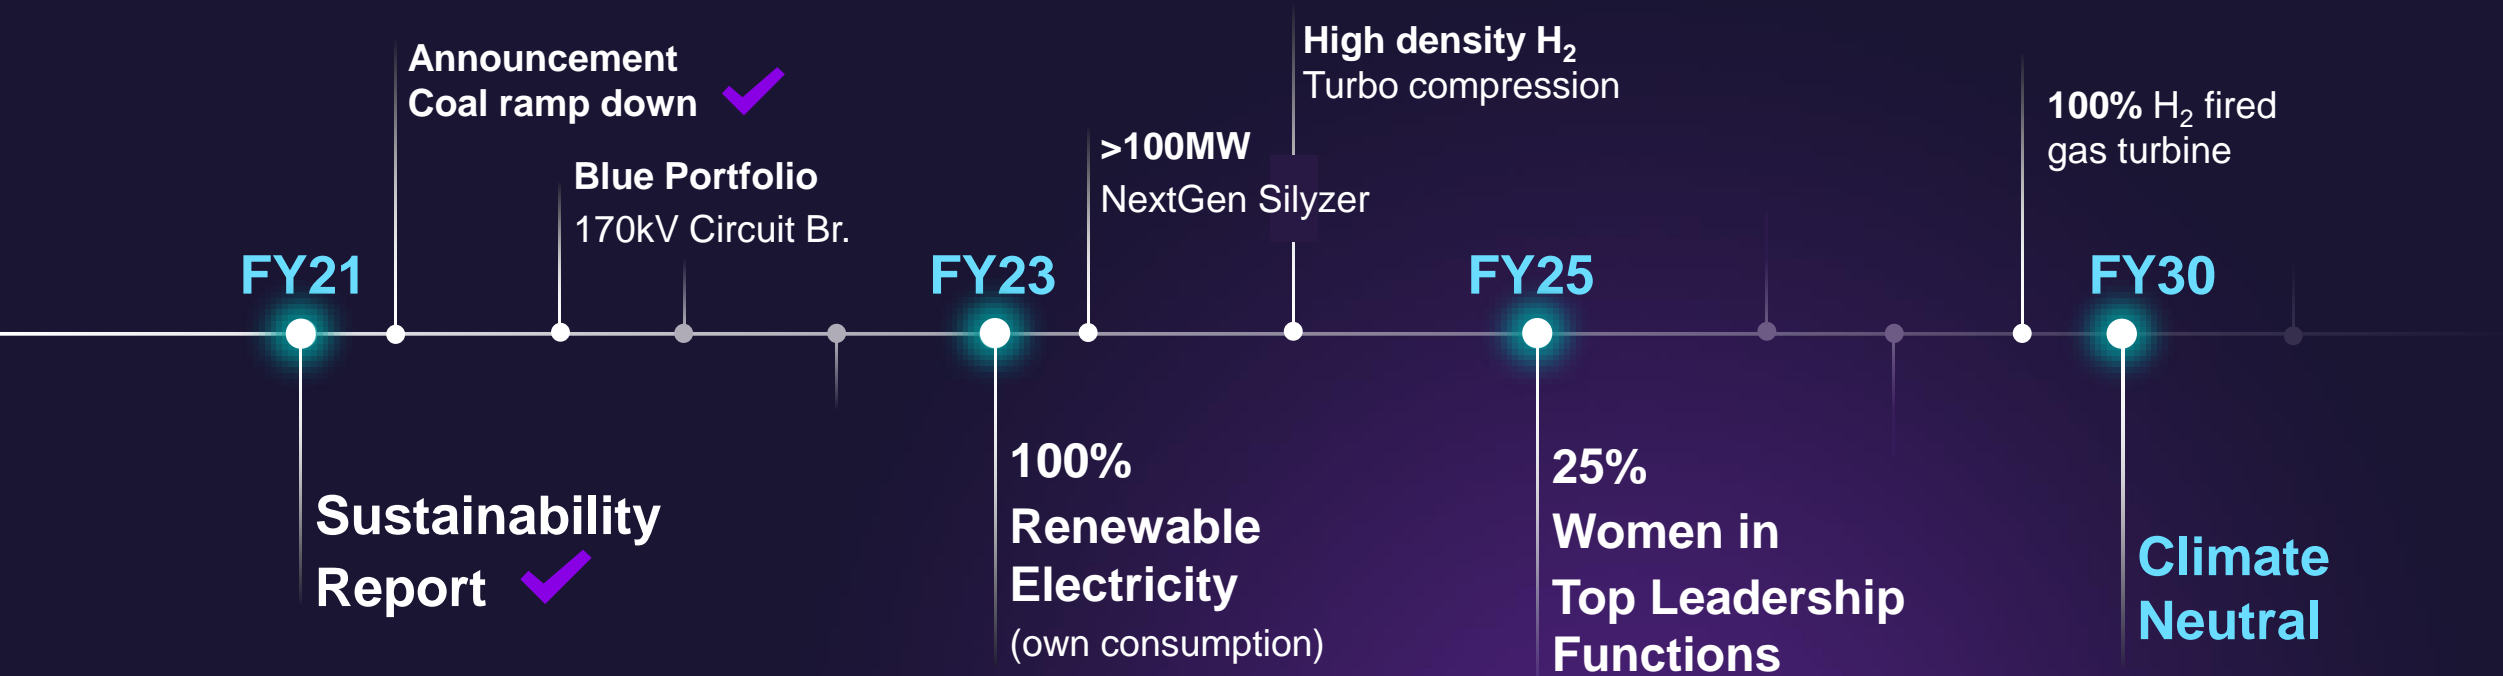 Announcement
Coal ramp down
Blue Portfolio
170kV Circuit Br.
>100MW
NextGen Silyzer
High density H₂
Turbo compression
100% H₂ fired
gas turbine
FY21
FY23
FY25
FY30
Sustainability
Report
100%
Renewable
Electricity
(own consumption)
25%
Women in
Top Leadership
Functions
Climate
Neutral